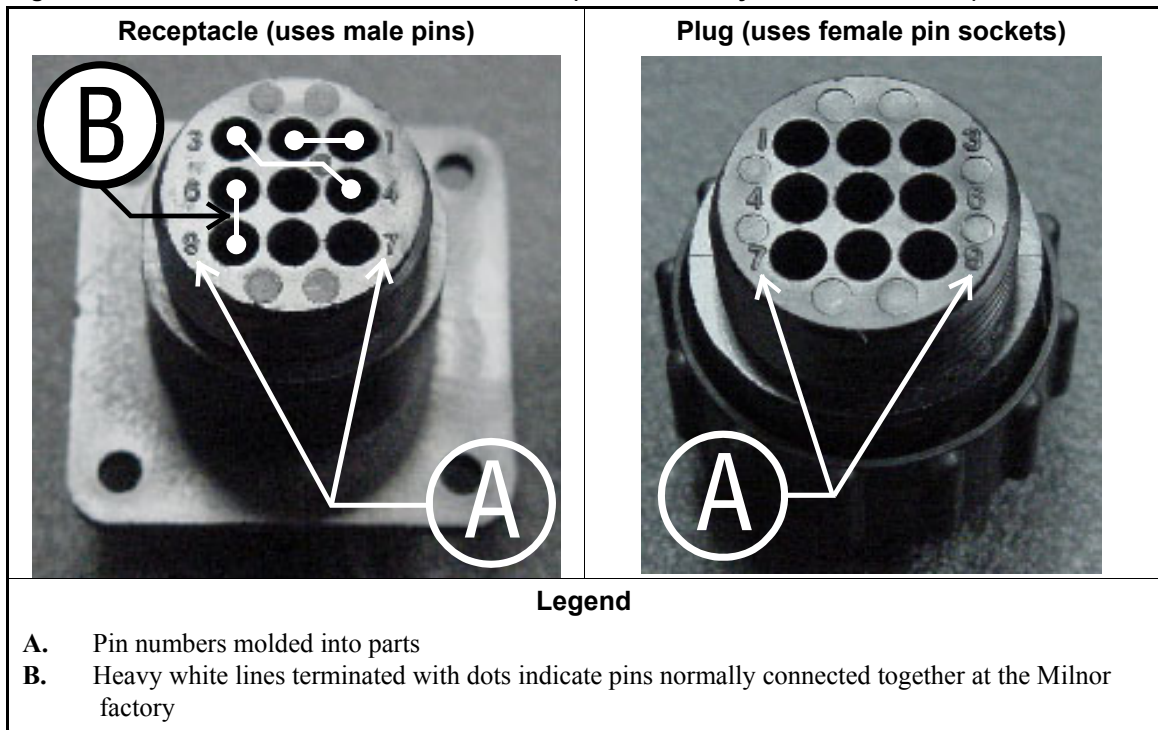 Receptacle (uses male pins)
Plug (uses female pin sockets)
B
3
1
6
4
7
A
1
3
4
6
7
9
A
Legend
A. Pin numbers molded into parts
B. Heavy white lines terminated with dots indicate pins normally connected together at the Milnor
factory